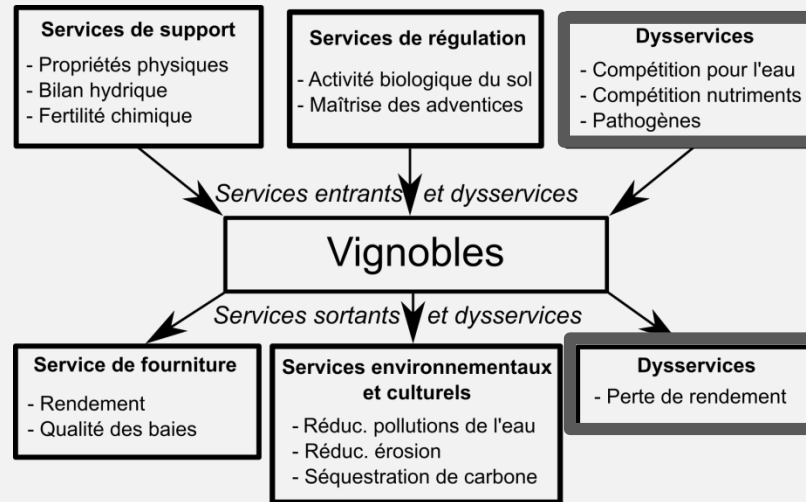 Services de support
- Propriétés physiques
- Bilan hydrique
- Fertilité chimique
Services de régulation
- Activité biologique du sol
- Maîtrise des adventices
Dysservices
- Compétition pour l'eau
- Compétition nutriments
- Pathogènes
Services entrants et dysservices
Vignobles
Services sortants et dysservices
Service de fourniture
- Rendement
- Qualité des baies
Services environnementaux
et culturels
- Réduc. pollutions de l'eau
- Réduc. érosion
- Séquestration de carbone
Dysservices
- Perte de rendement